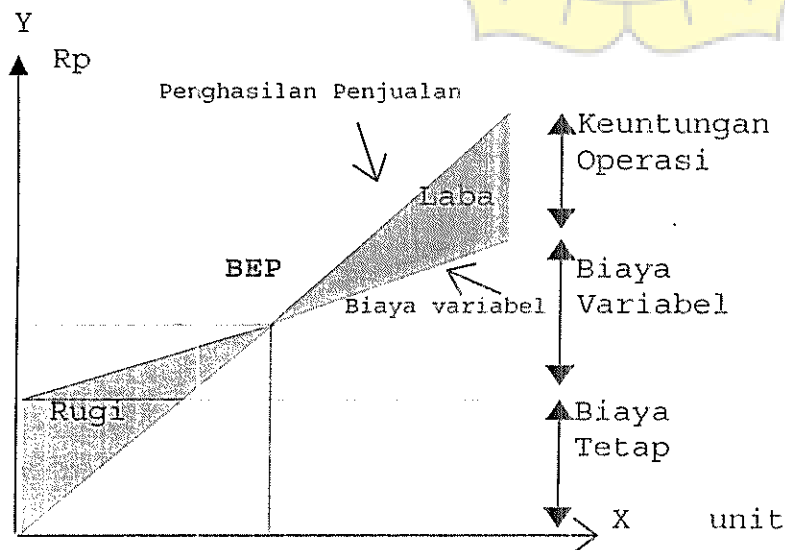 Y
Rp
Penghasilan Penjualan
Keuntungan
Operasi
Laba
BEP
Biaya
Variabel
Biaya variabel
Rugi
Biaya
Tetap
X unit